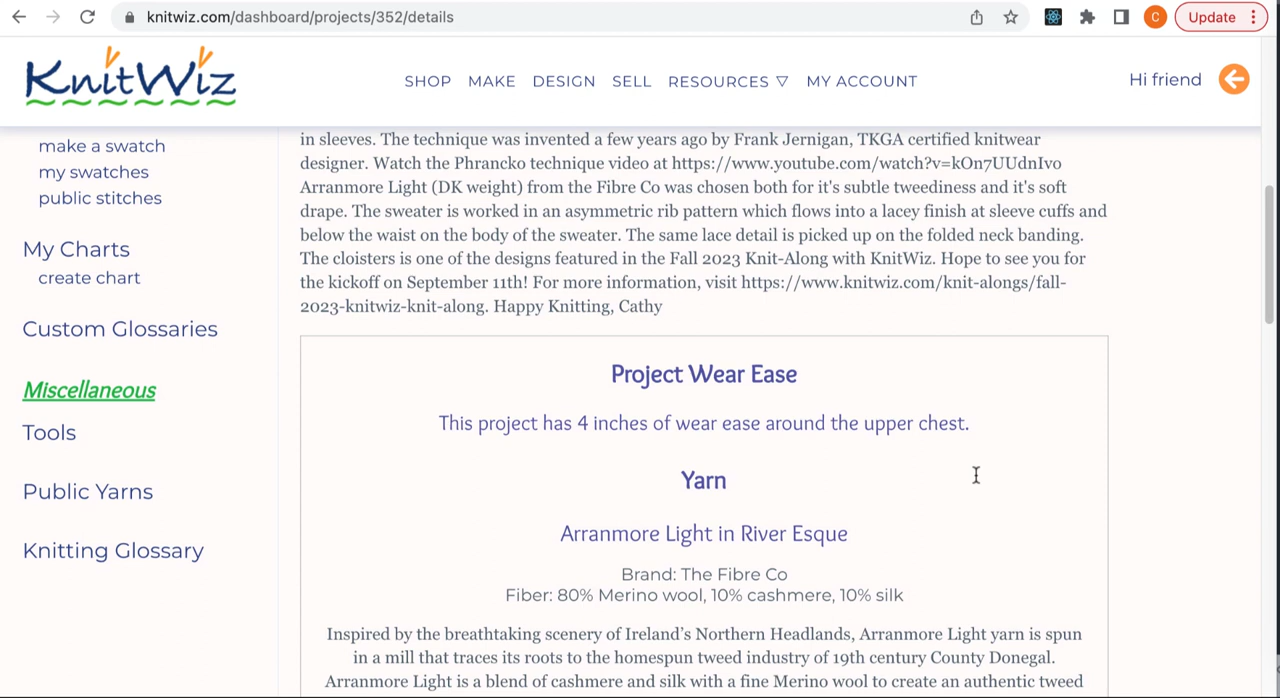 knitwiz.com/dashboard/projects/352/details
C
Update
KnitWiz
SHOP MAKE DESIGN SELL RESOURCES ▽ MY ACCOUNT
Hi friend
make a swatch
my swatches
public stitches
My Charts
create chart
Custom Glossaries
Miscellaneous
Tools
Public Yarns
Knitting Glossary
in sleeves. The technique was invented a few years ago by Frank Jernigan, TKGA certified knitwear
designer. Watch the Phrancko technique video at https://www.youtube.com/watch?v=kOn7UUdnIvo
Arranmore Light (DK weight) from the Fibre Co was chosen both for it's subtle tweediness and it's soft
drape. The sweater is worked in an asymmetric rib pattern which flows into a lacey finish at sleeve cuffs and
below the waist on the body of the sweater. The same lace detail is picked up on the folded neck banding.
The cloisters is one of the designs featured in the Fall 2023 Knit-Along with KnitWiz. Hope to see you for
the kickoff on September 11th! For more information, visit https://www.knitwiz.com/knit-alongs/fall-
2023-knitwiz-knit-along. Happy Knitting, Cathy
Project Wear Ease
This project has 4 inches of wear ease around the upper chest.
Yarn
Arranmore Light in River Esque
Brand: The Fibre Co
Fiber: 80% Merino wool, 10% cashmere, 10% silk
Inspired by the breathtaking scenery of Ireland’s Northern Headlands, Arranmore Light yarn is spun
in a mill that traces its roots to the homespun tweed industry of 19th century County Donegal.
Arranmore Light is a blend of cashmere and silk with a fine Merino wool to create an authentic tweed